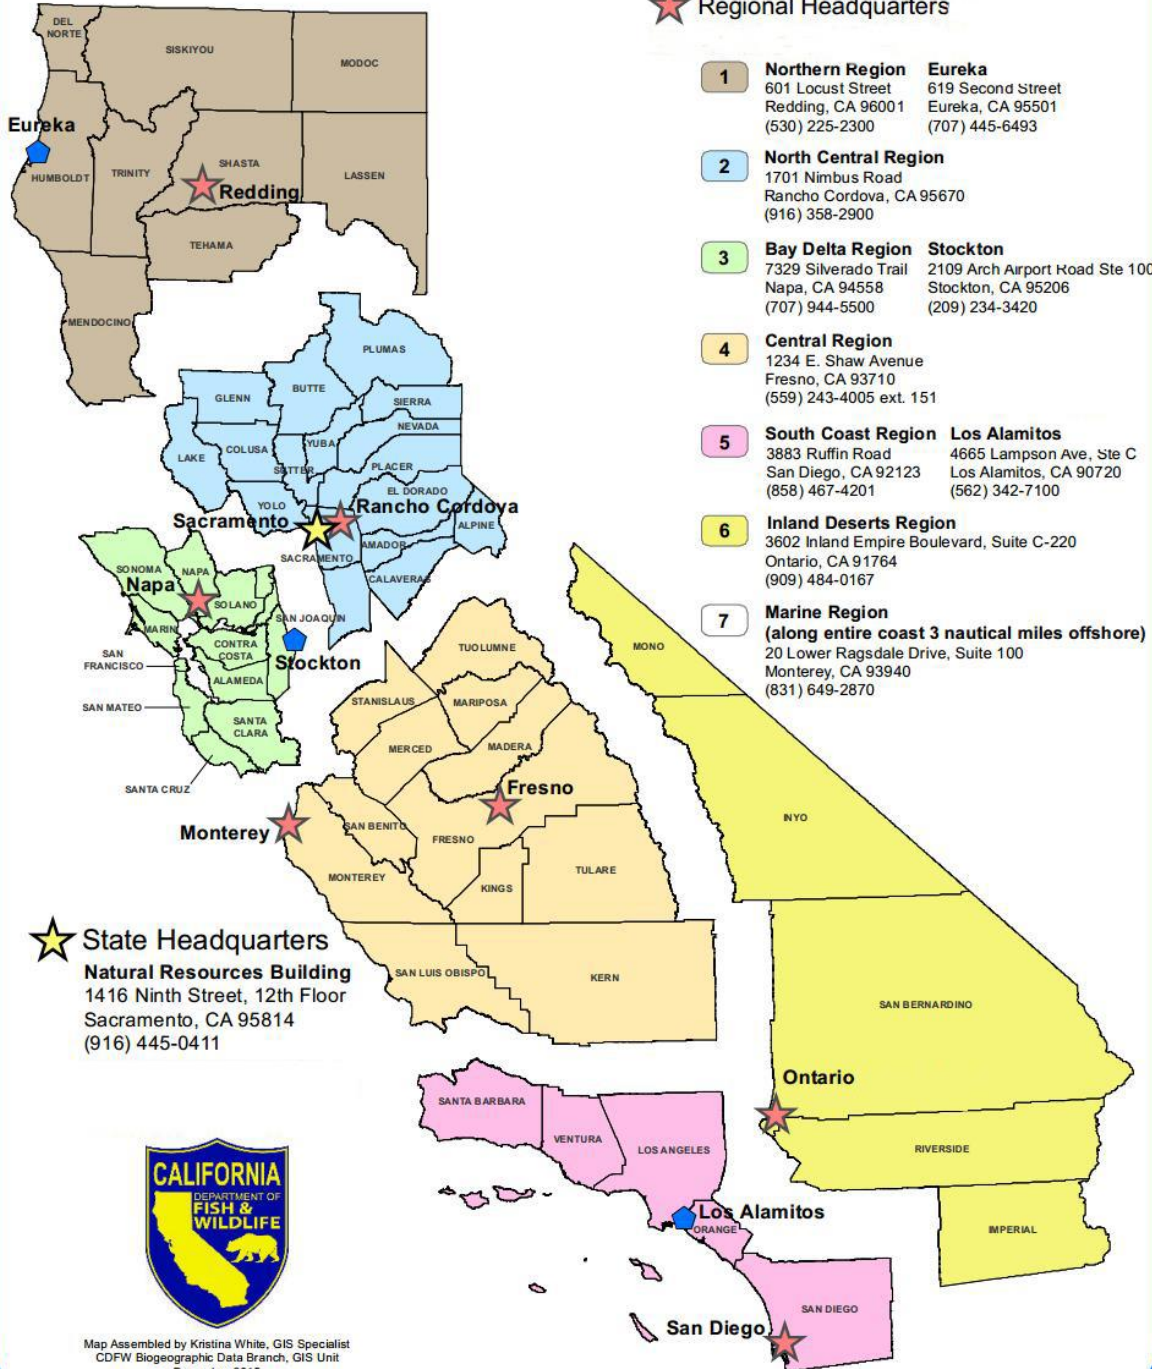 Regional Headquarters
1
Northern Region
601 Locust Street
Redding, CA 96001
(530) 225-2300
Eureka
619 Second Street
Eureka, CA 95501
(707) 445-6493
2
North Central Region
1701 Nimbus Road
Rancho Cordova, CA 95670
(916) 358-2900
3
Bay Delta Region
7329 Silverado Trail
Napa, CA 94558
(707) 944-5500
Stockton
2109 Arch Airport Road Ste 100
Stockton, CA 95206
(209) 234-3420
4
Central Region
1234 E. Shaw Avenue
Fresno, CA 93710
(559) 243-4005 ext. 151
5
South Coast Region
3883 Ruffin Road
San Diego, CA 92123
(858) 467-4201
Los Alamitos
4665 Lampson Ave, Ste C
Los Alamitos, CA 90720
(562) 342-7100
6
Inland Deserts Region
3602 Inland Empire Boulevard, Suite C-220
Ontario, CA 91764
(909) 484-0167
7
Marine Region
(along entire coast 3 nautical miles offshore)
20 Lower Ragsdale Drive, Suite 100
Monterey, CA 93940
(831) 649-2870
DEL
NORTE
SISKIYOU
MODOC
Eureka
HUMBOLDT
TRINITY
SHASTA
Redding
LASSEN
TEHAMA
MENDOCINO
PLUMAS
BUTTE
GLENN
SIERRA
NEVADA
YUBA
COLUSA
LAKE
SUTTER
PLACER
EL DORADO
YOLO
Rancho Cordova
Sacramento
ALPINE
AMADOR
SACRAMENTO
CALAVERAS
SONOMA
NAPA
Napa
SOLANO
SAN JOAQUIN
MARIN
CONTRA
COSTA
Stockton
SAN
FRANCISCO
ALAMEDA
SAN MATEO
SANTA
CLARA
SANTA CRUZ
TUOLUMNE
STANISLAUS
MARIPOSA
MERCED
MADERA
Fresno
Monterey
SAN BENITO
FRESNO
TULARE
MONTEREY
KINGS
SAN LUIS OBISPO
KERN
MONO
INYO
SAN BERNARDINO
Ontario
RIVERSIDE
IMPERIAL
State Headquarters
Natural Resources Building
1416 Ninth Street, 12th Floor
Sacramento, CA 95814
(916) 445-0411
SANTA BARBARA
VENTURA
LOS ANGELES
Los Alamitos
ORANGE
SAN DIEGO
San Diego
CALIFORNIA
DEPARTMENT OF
FISH &
WILDLIFE
Map Assembled by Kristina White, GIS Specialist
CDFW Biogeographic Data Branch, GIS Unit